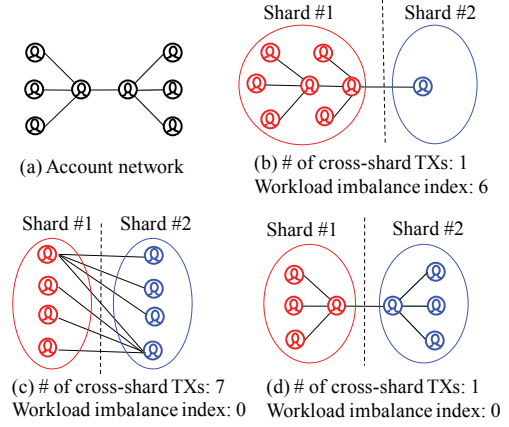 Shard #1
Shard #2
(a) Account network
(b) # of cross-shard TXs: 1
Workload imbalance index: 6
Shard #1
Shard #2
(c) # of cross-shard TXs: 7
Workload imbalance index: 0
Shard #1
Shard #2
(d) # of cross-shard TXs: 1
Workload imbalance index: 0